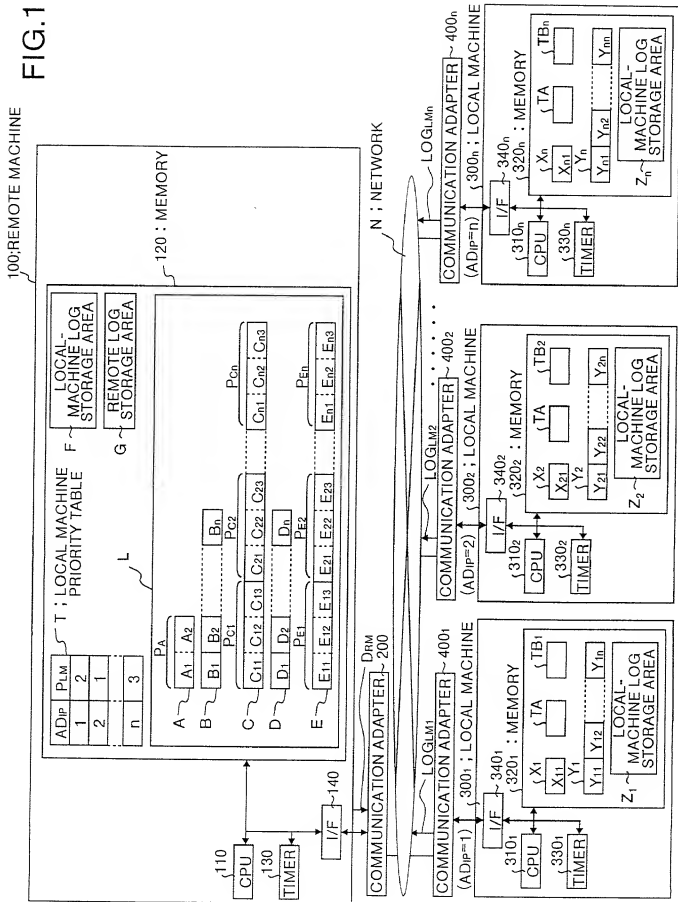 FIG.1
100;REMOTE MACHINE
120 : MEMORY
T ; LOCAL MACHINE
PRIORITY TABLE
ADIP PLM
1 2
2 1
n 3
F
LOCAL-
MACHINE LOG
STORAGE AREA
G
REMOTE LOG
STORAGE AREA
L
PA
A A1 A2
B B1 B2 Bn
PC1 PC2 PCn
C C11 C12 C13 C21 C22 C23 Cn1 Cn2 Cn3
D D1 D2 Dn
PE1 PE2 PEn
E E11 E12 E13 E21 E22 E23 En1 En2 En3
110
CPU
130
TIMER
I/F 140
DRM
COMMUNICATION ADAPTER 200
N ; NETWORK
LOGLM1
LOGLM2
LOGLMn
COMMUNICATION ADAPTER 4001
(ADIP=1)
3001 ; LOCAL MACHINE
I/F 3401
3201 : MEMORY
3101
CPU
3301
TIMER
X1 TA TB1
X11
Y1
Y11 Y12 Y1n
Z1
LOCAL-
MACHINE LOG
STORAGE AREA
COMMUNICATION ADAPTER 4002
(ADIP=2)
3002 ; LOCAL MACHINE
I/F 3402
3202 : MEMORY
3102
CPU
3302
TIMER
X2 TA TB2
X21
Y2
Y21 Y22 Y2n
Z2
LOCAL-
MACHINE LOG
STORAGE AREA
COMMUNICATION ADAPTER 400n
(ADIP=n)
300n ; LOCAL MACHINE
I/F 340n
320n : MEMORY
310n
CPU
330n
TIMER
Xn TA TBn
Xn1
Yn
Yn1 Yn2 Ynn
Zn
LOCAL-
MACHINE LOG
STORAGE AREA